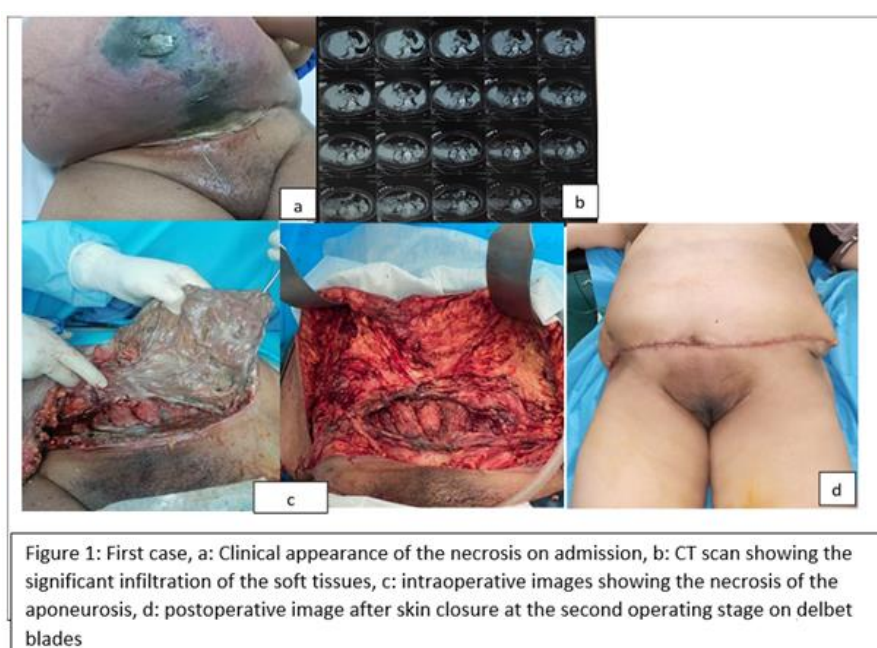 a
b
c
d
Figure 1: First case, a: Clinical appearance of the necrosis on admission, b: CT scan showing the
significant infiltration of the soft tissues, c: intraoperative images showing the necrosis of the
aponeurosis, d: postoperative image after skin closure at the second operating stage on delbet
blades